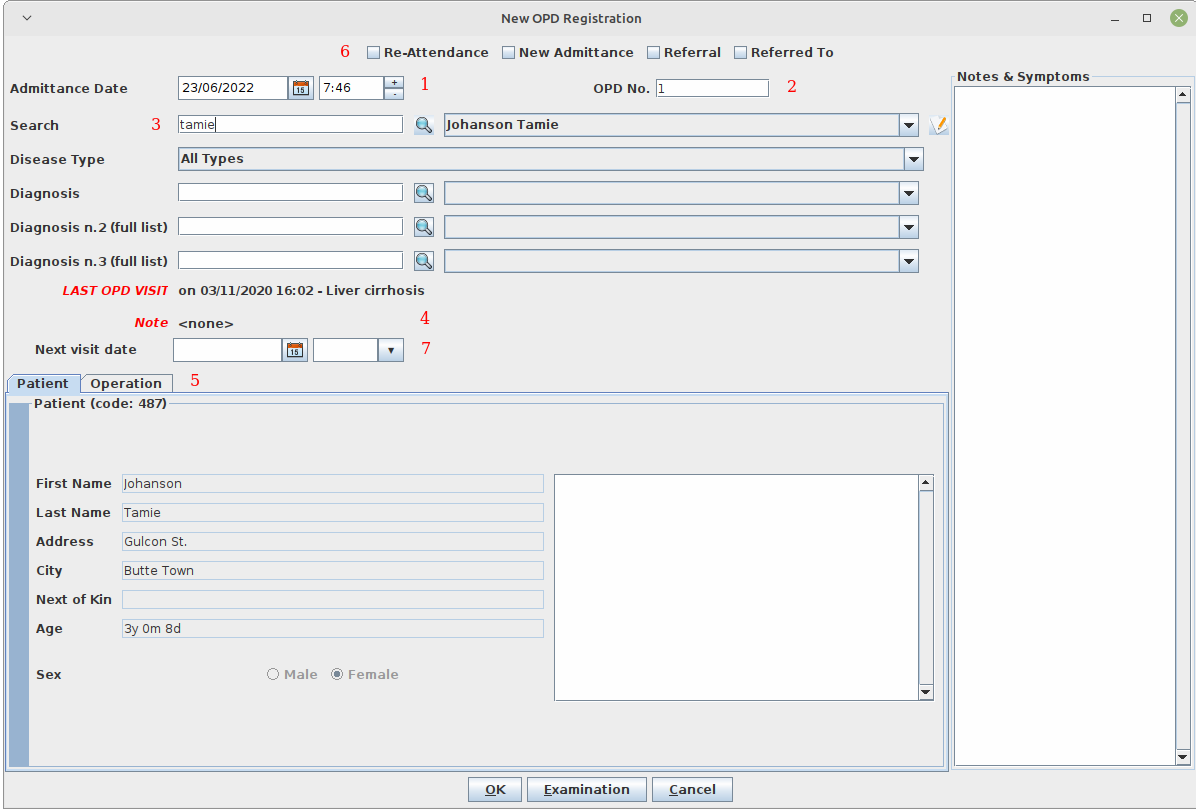 New OPD Registration
6 Re-Attendance New Admittance Referral Referred To
Admittance Date 23/06/2022 15 7:46 + - 1 OPD No. 1 2
Notes & Symptoms
Search 3 tamie Johanson Tamie
Disease Type All Types
Diagnosis
Diagnosis n.2 (full list)
Diagnosis n.3 (full list)
LAST OPD VISIT on 03/11/2020 16:02 - Liver cirrhosis
Note <none> 4
Next visit date 15 7
Patient Operation 5
Patient (code: 487)
First Name Johanson
Last Name Tamie
Address Gulcon St.
City Butte Town
Next of Kin
Age 3y 0m 8d
Sex Male Female
OK Examination Cancel